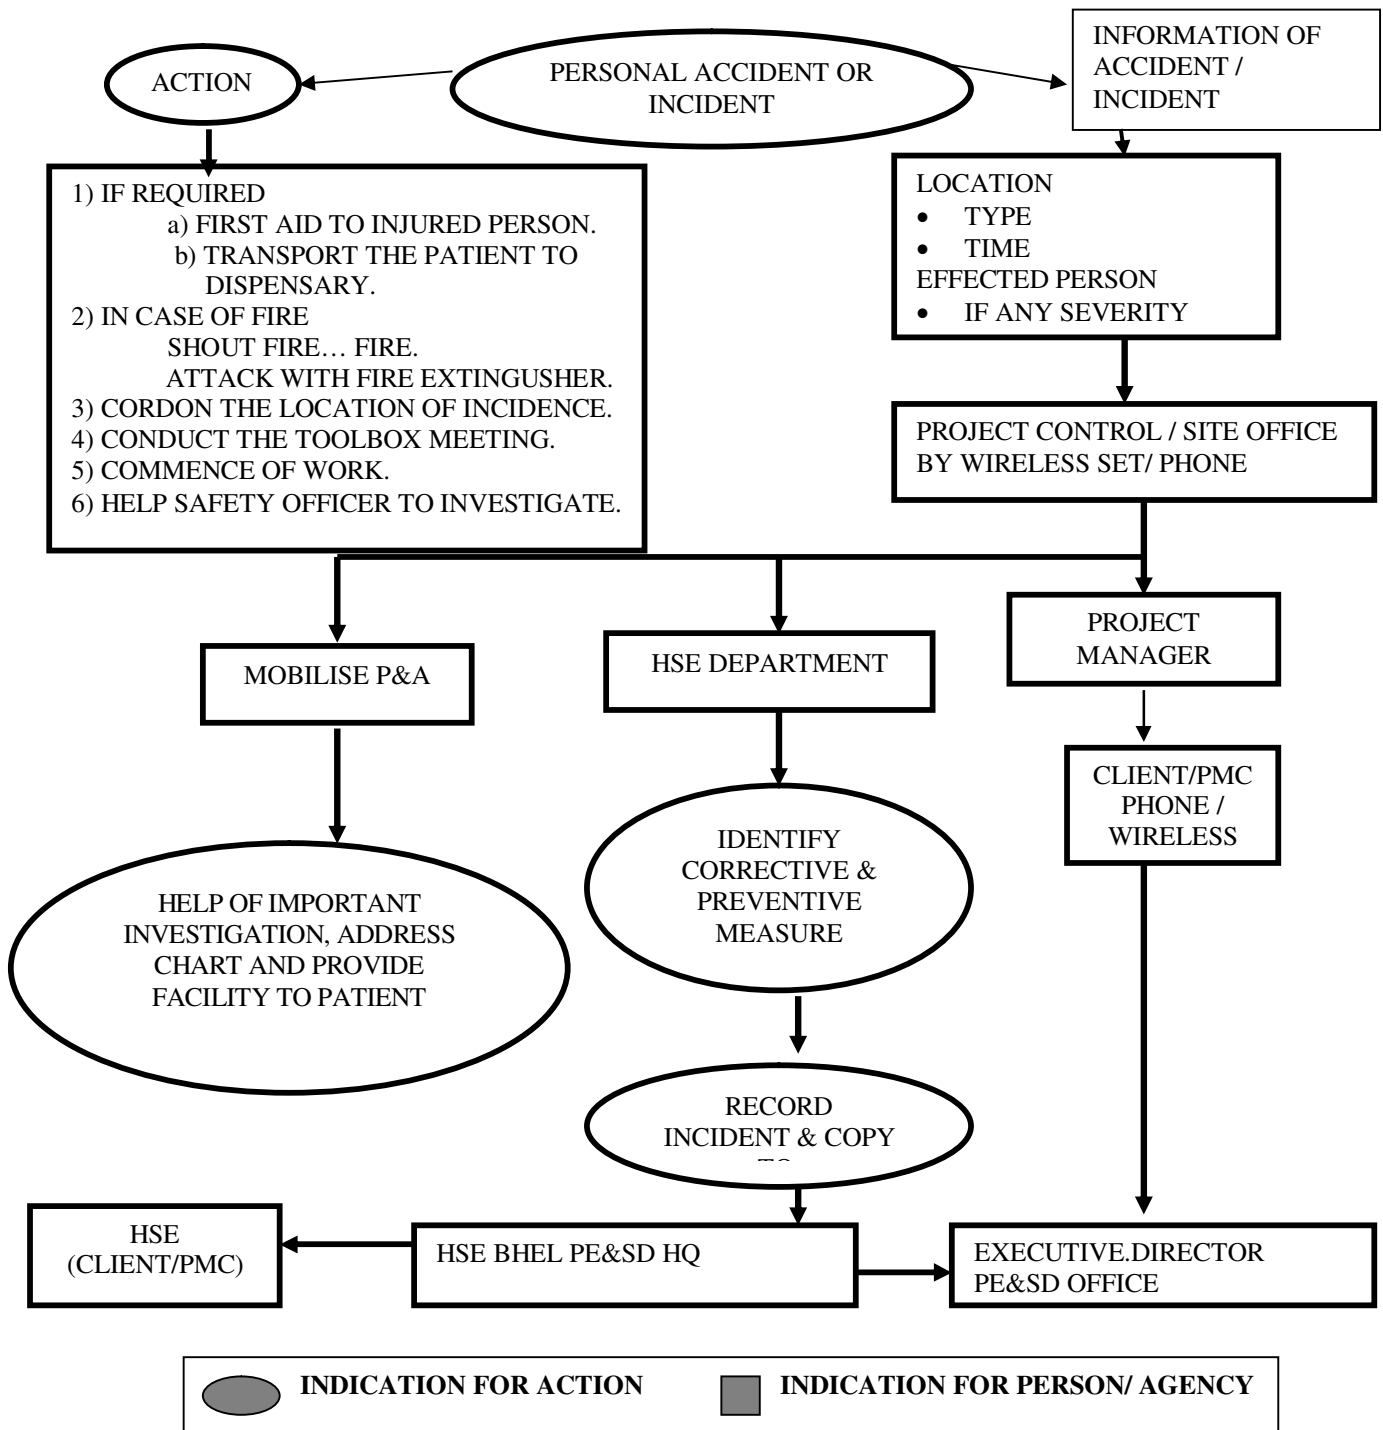 ACTION
PERSONAL ACCIDENT OR
INCIDENT
INFORMATION OF
ACCIDENT /
INCIDENT
1) IF REQUIRED
a) FIRST AID TO INJURED PERSON.
b) TRANSPORT THE PATIENT TO
DISPENSARY.
2) IN CASE OF FIRE
SHOUT FIRE… FIRE.
ATTACK WITH FIRE EXTINGUSHER.
3) CORDON THE LOCATION OF INCIDENCE.
4) CONDUCT THE TOOLBOX MEETING.
5) COMMENCE OF WORK.
6) HELP SAFETY OFFICER TO INVESTIGATE.
LOCATION
• TYPE
• TIME
EFFECTED PERSON
• IF ANY SEVERITY
PROJECT CONTROL / SITE OFFICE
BY WIRELESS SET/ PHONE
MOBILISE P&A
HSE DEPARTMENT
PROJECT
MANAGER
CLIENT/PMC
PHONE /
WIRELESS
HELP OF IMPORTANT
INVESTIGATION, ADDRESS
CHART AND PROVIDE
FACILITY TO PATIENT
IDENTIFY
CORRECTIVE &
PREVENTIVE
MEASURE
RECORD
INCIDENT & COPY
HSE
(CLIENT/PMC)
HSE BHEL PE&SD HQ
EXECUTIVE.DIRECTOR
PE&SD OFFICE
INDICATION FOR ACTION
INDICATION FOR PERSON/ AGENCY